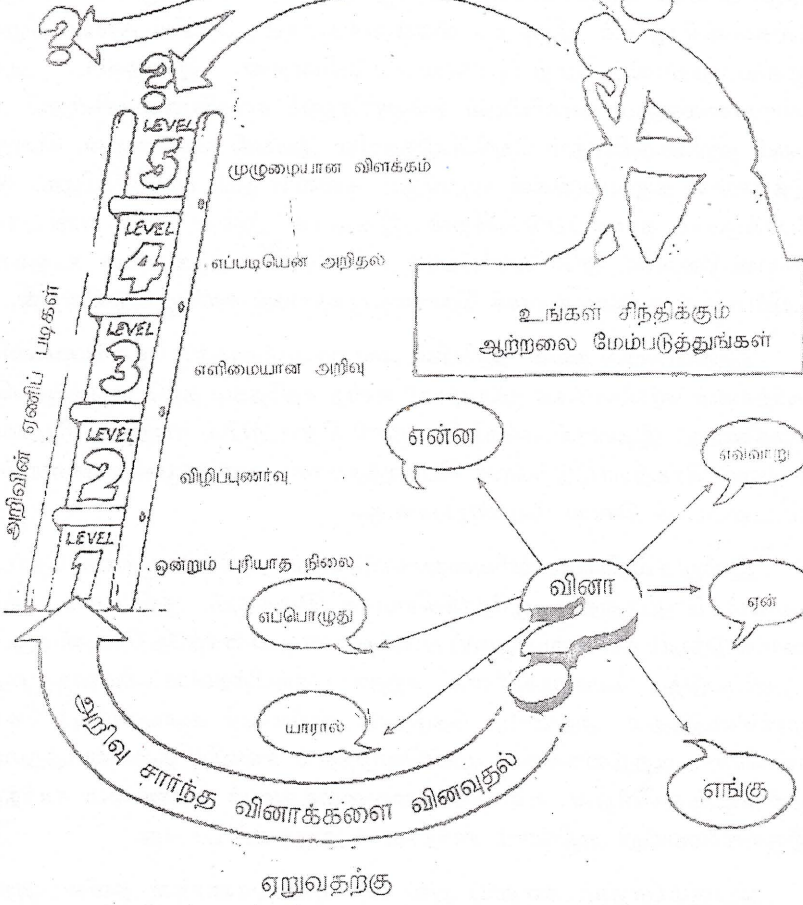 ?
?
LEVEL
5
முழுமையான விளக்கம்
LEVEL
4
எப்படியென அறிதல்
LEVEL
3
எளிமையான அறிவு
LEVEL
2
விழிப்புணர்வு
LEVEL
1
ஒன்றும் புரியாத நிலை
அறிவின் ஏணிப் படிகள்
உங்கள் சிந்திக்கும்
ஆற்றலை மேம்படுத்துங்கள்
என்ன
எவ்வாறு
வினா
ஏன்
எப்பொழுது
யாரால்
எங்கு
அறிவு சார்ந்த வினாக்களை வினவுதல்
ஏறுவதற்கு